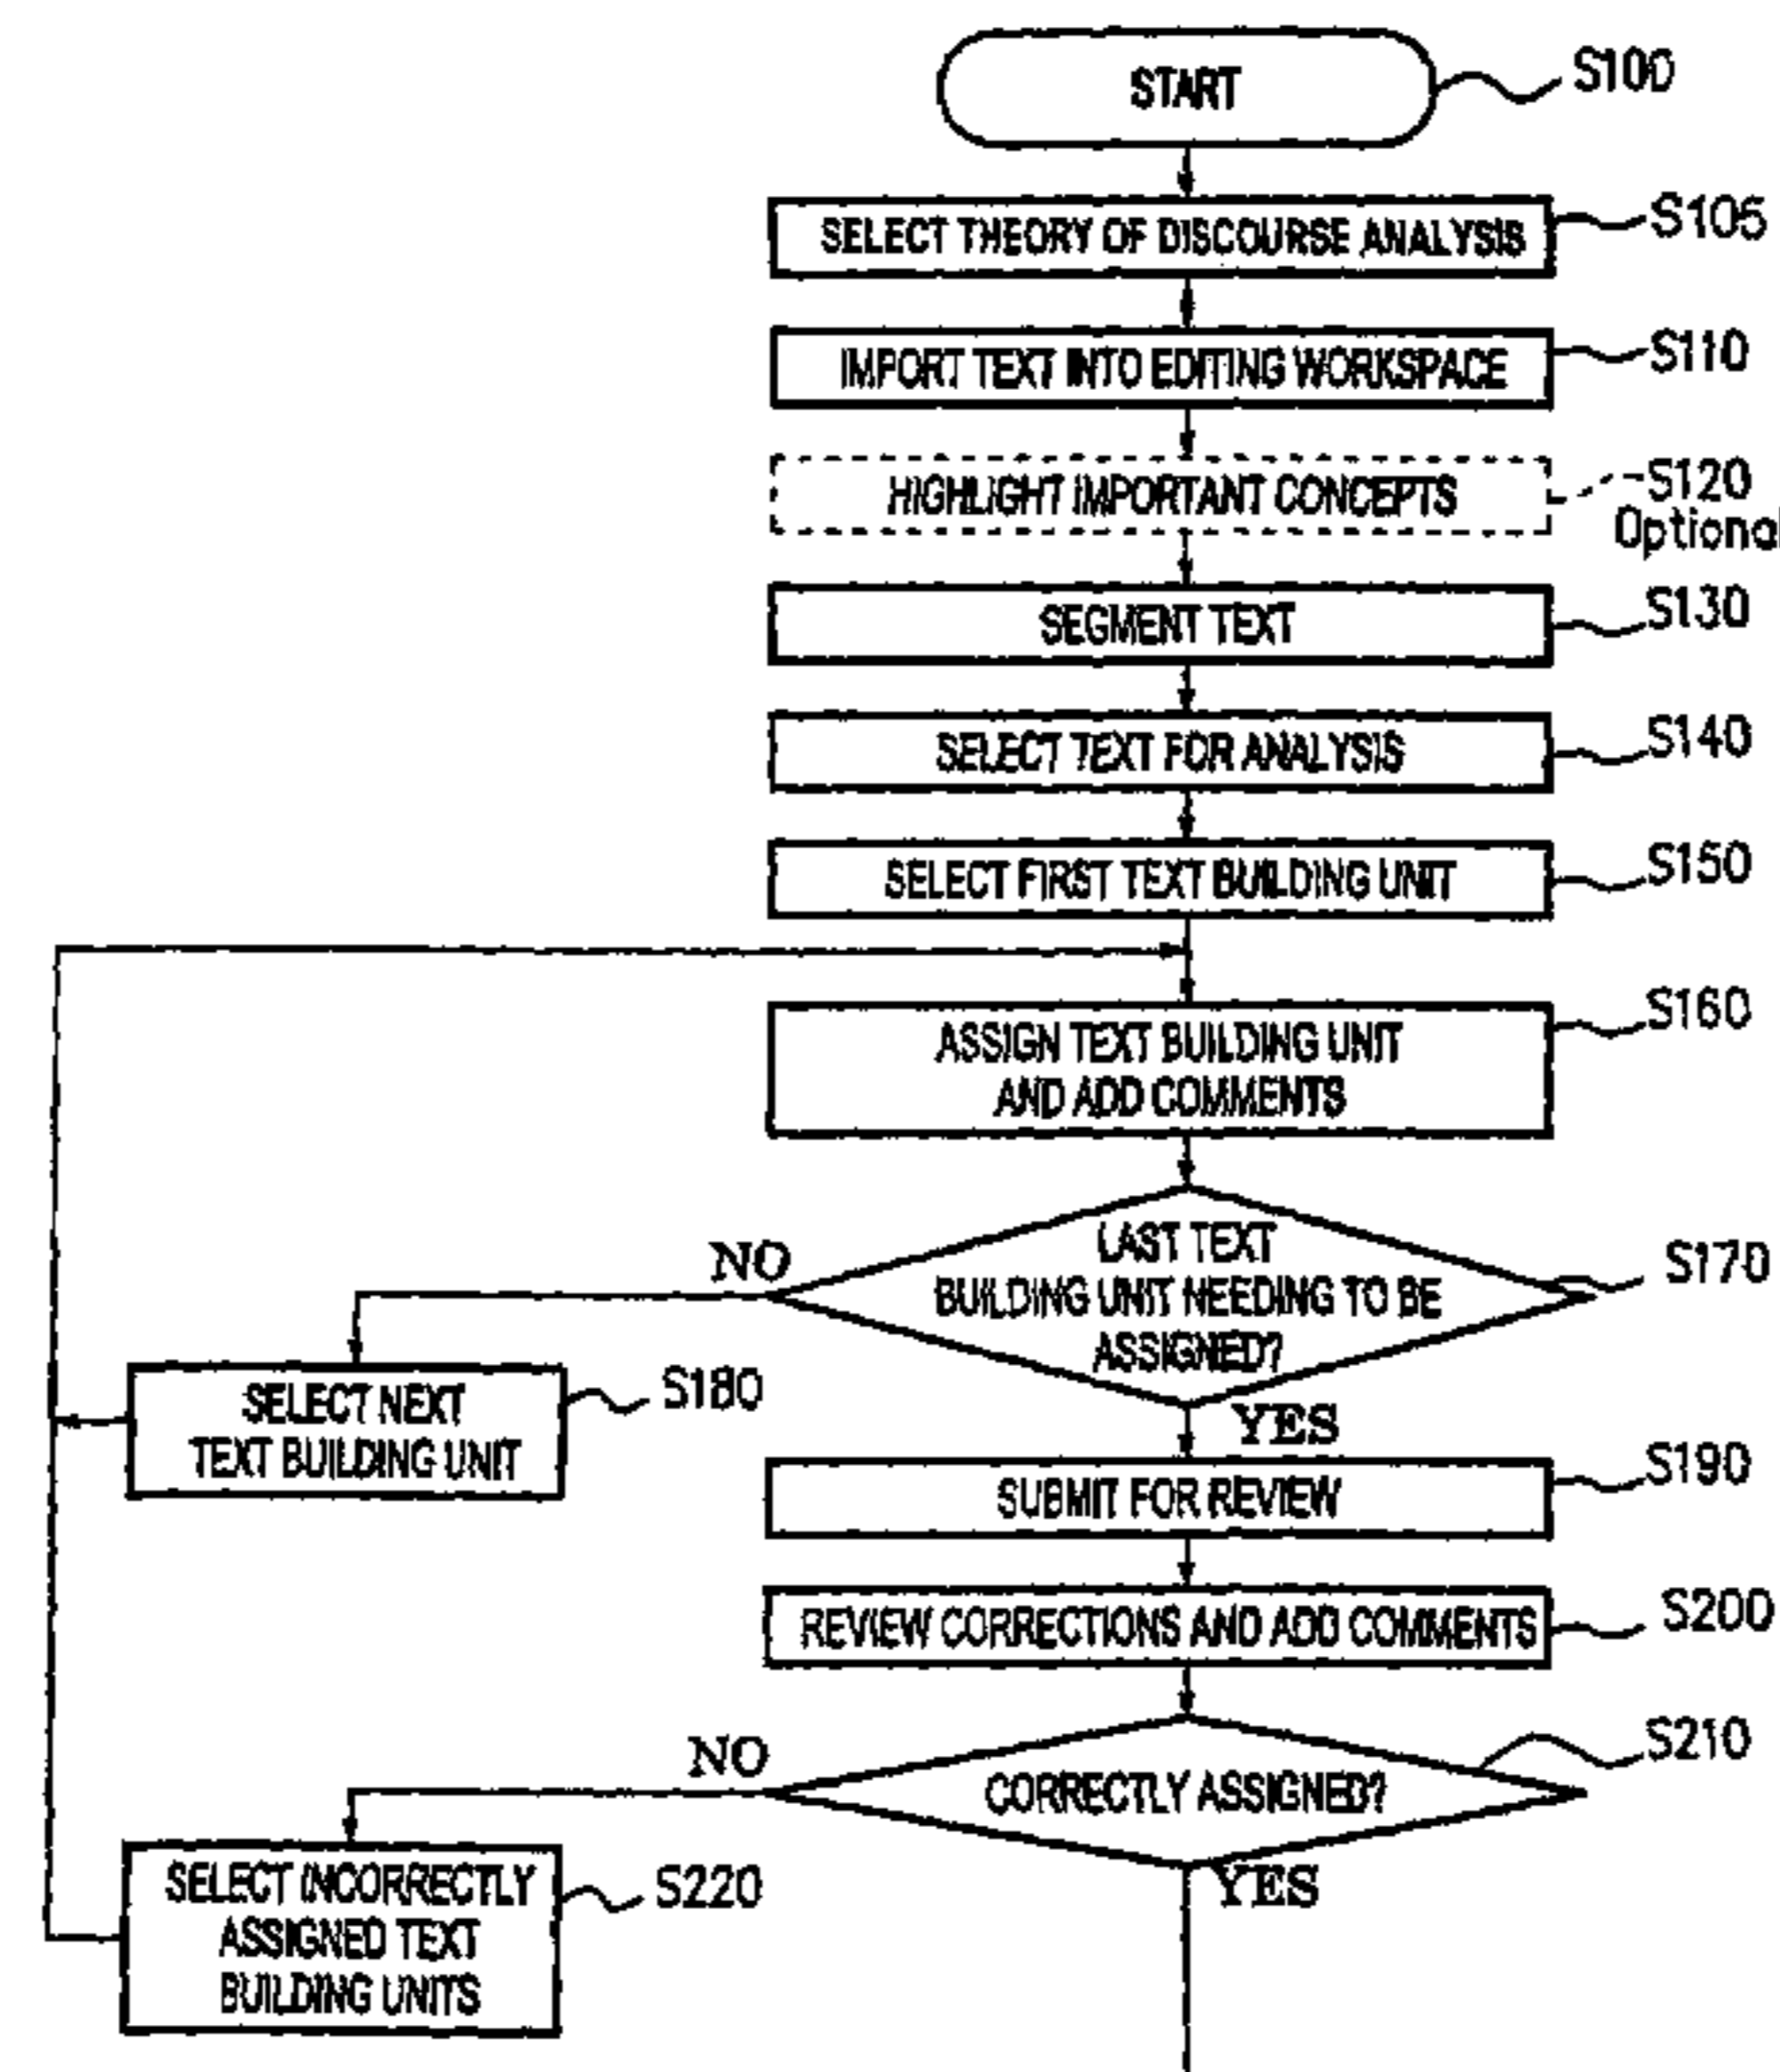 START
S100
SELECT THEORY OF DISCOURSE ANALYSIS
S105
IMPORT TEXT INTO EDITING WORKSPACE
S110
HIGHLIGHT IMPORTANT CONCEPTS
S120
Optional
SEGMENT TEXT
S130
SELECT TEXT FOR ANALYSIS
S140
SELECT FIRST TEXT BUILDING UNIT
S150
ASSIGN TEXT BUILDING UNIT
AND ADD COMMENTS
S160
LAST TEXT
BUILDING UNIT NEEDING TO BE
ASSIGNED?
S170
NO
SELECT NEXT
TEXT BUILDING UNIT
S180
YES
SUBMIT FOR REVIEW
S190
REVIEW CORRECTIONS AND ADD COMMENTS
S200
CORRECTLY ASSIGNED?
S210
NO
SELECT INCORRECTLY
ASSIGNED TEXT
BUILDING UNITS
S220
YES